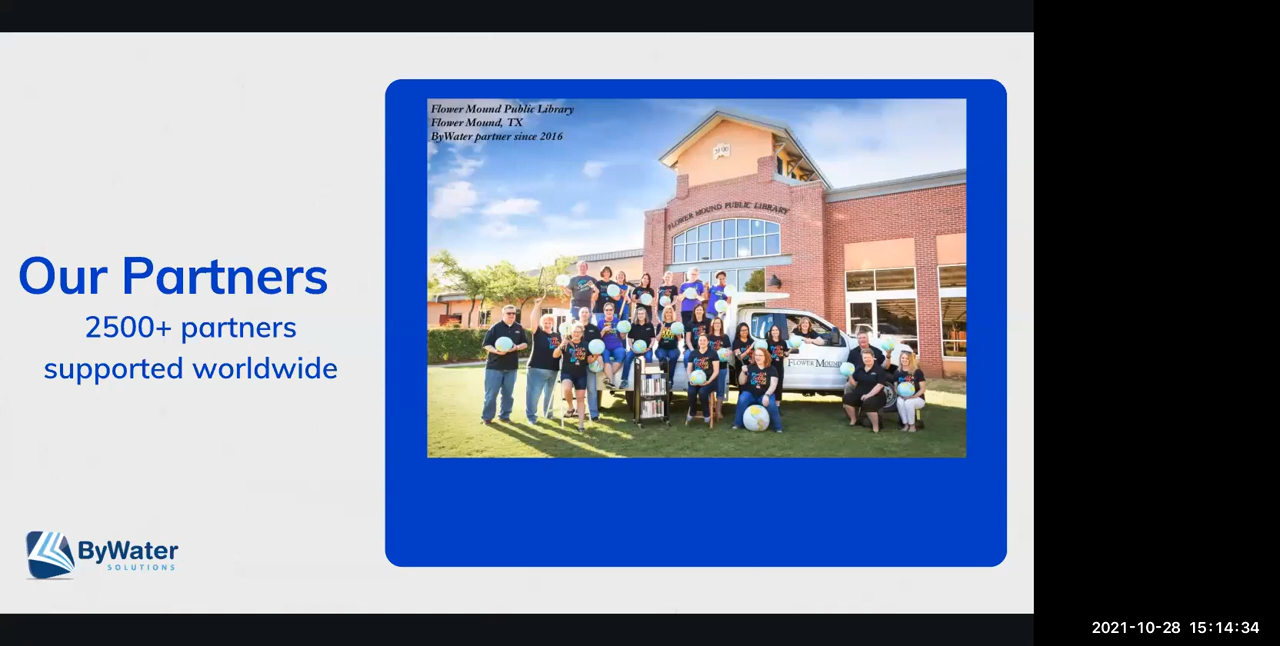 Flower Mound Public Library
Flower Mound, TX
ByWater partner since 2016
FLOWER MOUND PUBLIC LIBRARY
FLOWER MOUND
Our Partners
2500+ partners
supported worldwide
ByWater
SOLUTIONS
2021-10-28 15:14:34